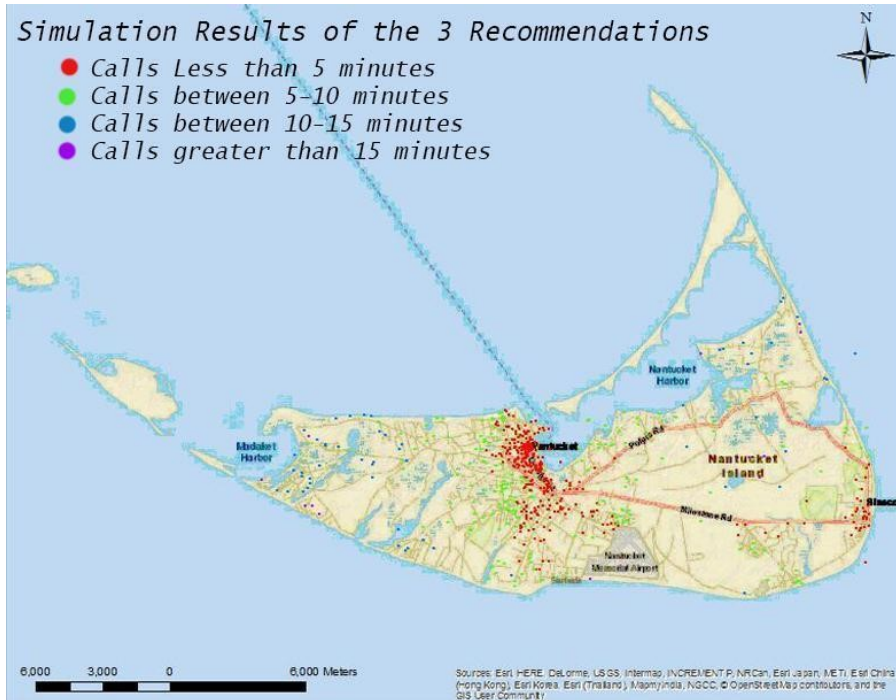 Simulation Results of the 3 Recommendations
N
Calls Less than 5 minutes
Calls between 5-10 minutes
Calls between 10-15 minutes
Calls greater than 15 minutes
Nantucket
Harbor
Madaket
Harbor
Nantucket
Polpis Rd
Nantucket
Island
Siasco
Milestone Rd
Nantucket
Memorial Airport
6,000 3,000 0 6,000 Meters
Sources: Esri, HERE, DeLorme, USGS, Intermap, INCREMENT P, NRCan, Esri Japan, METI, Esri China
(Hong Kong), Esri Korea, Esri (Thailand), MapmyIndia, NGCC, © OpenStreetMap contributors, and the
GIS User Community